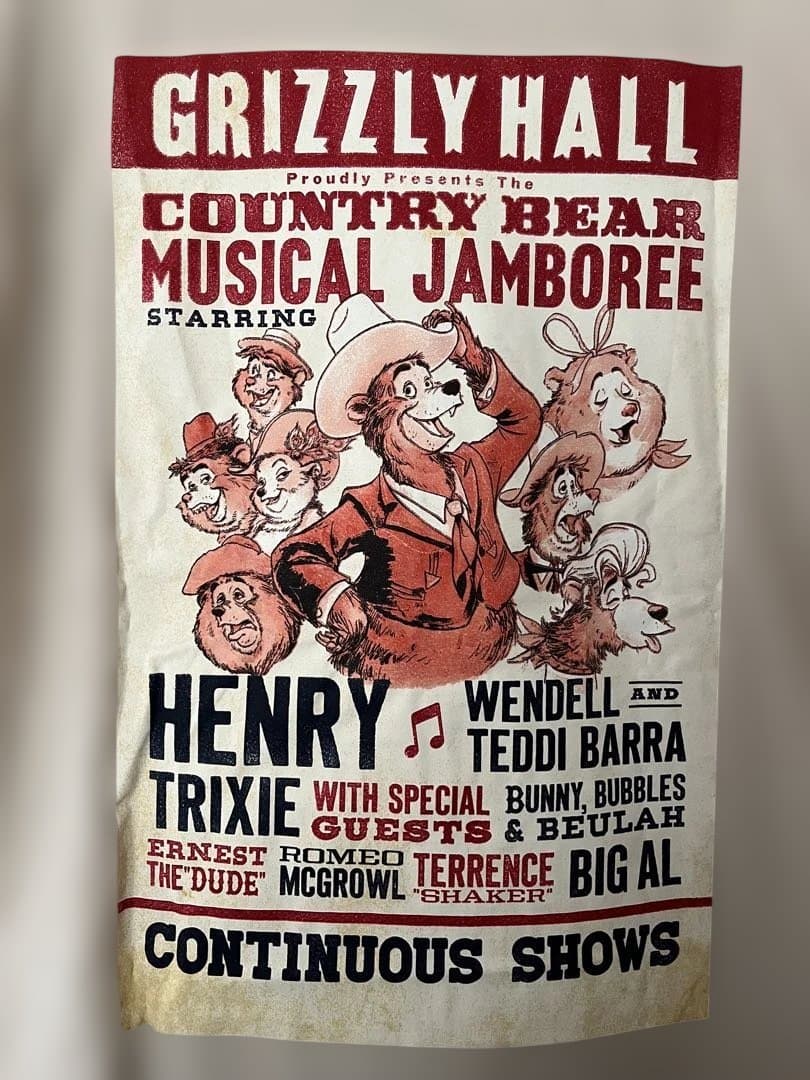 GRIZZLY HALL
Proudly Presents The
COUNTRY BEAR
MUSICAL JAMBOREE
STARRING
HENRY
WENDELL AND
TEDDI BARRA
TRIXIE
WITH SPECIAL
GUESTS
BUNNY, BUBBLES
& BEULAH
ERNEST
THE "DUDE"
ROMEO
MCGROWL
TERRENCE
"SHAKER"
BIG AL
CONTINUOUS SHOWS